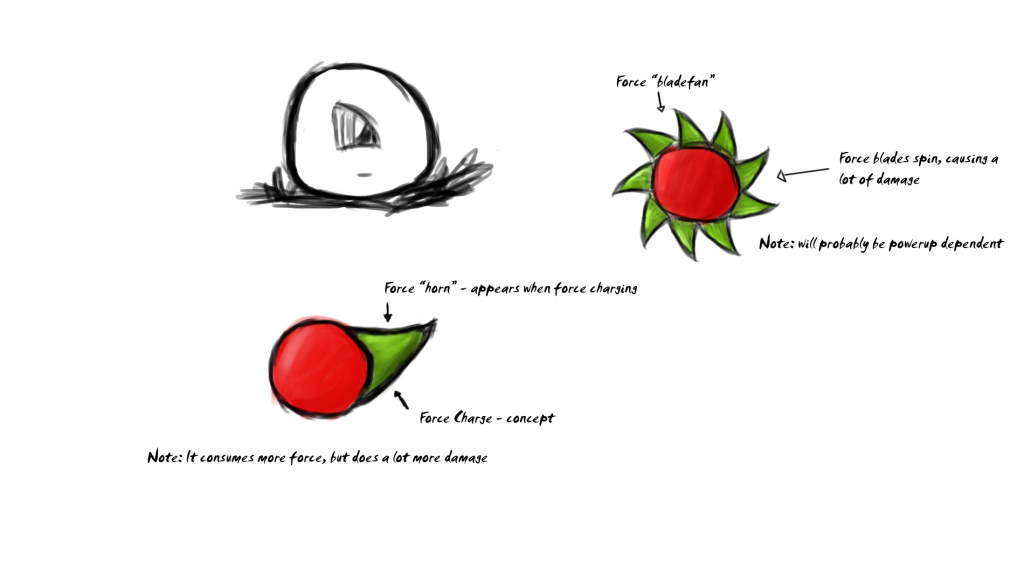 Force "bladefan"
Force blades spin, causing a
lot of damage
Note: will probably be powerup dependent
Force "horn" - appears when force charging
Force Charge - concept
Note: It consumes more force, but does a lot more damage